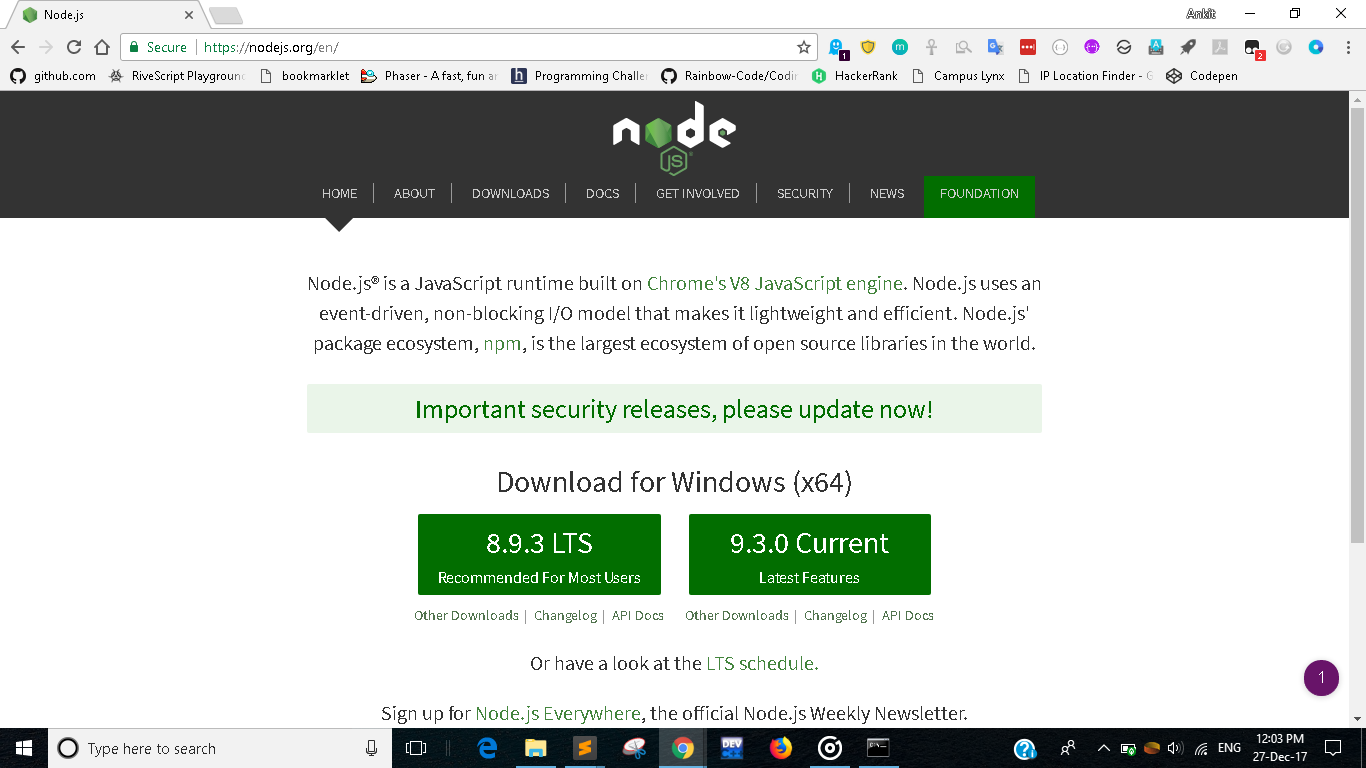 Node.js
Ankit
Secure
https://nodejs.org/en/
1
2
github.com
RiveScript Playground
bookmarklet
Phaser - A fast, fun an
Programming Challe
Rainbow-Code/Codin
HackerRank
Campus Lynx
IP Location Finder - G
Codepen
node
JS
HOME
ABOUT
DOWNLOADS
DOCS
GET INVOLVED
SECURITY
NEWS
FOUNDATION
Node.js® is a JavaScript runtime built on Chrome's V8 JavaScript engine. Node.js uses an
event-driven, non-blocking I/O model that makes it lightweight and efficient. Node.js'
package ecosystem, npm, is the largest ecosystem of open source libraries in the world.
Important security releases, please update now!
Download for Windows (x64)
8.9.3 LTS
Recommended For Most Users
9.3.0 Current
Latest Features
Other Downloads | Changelog | API Docs
Other Downloads | Changelog | API Docs
Or have a look at the LTS schedule.
1
Sign up for Node.js Everywhere, the official Node.js Weekly Newsletter.
Type here to search
DEV
ENG
12:03 PM
27-Dec-17